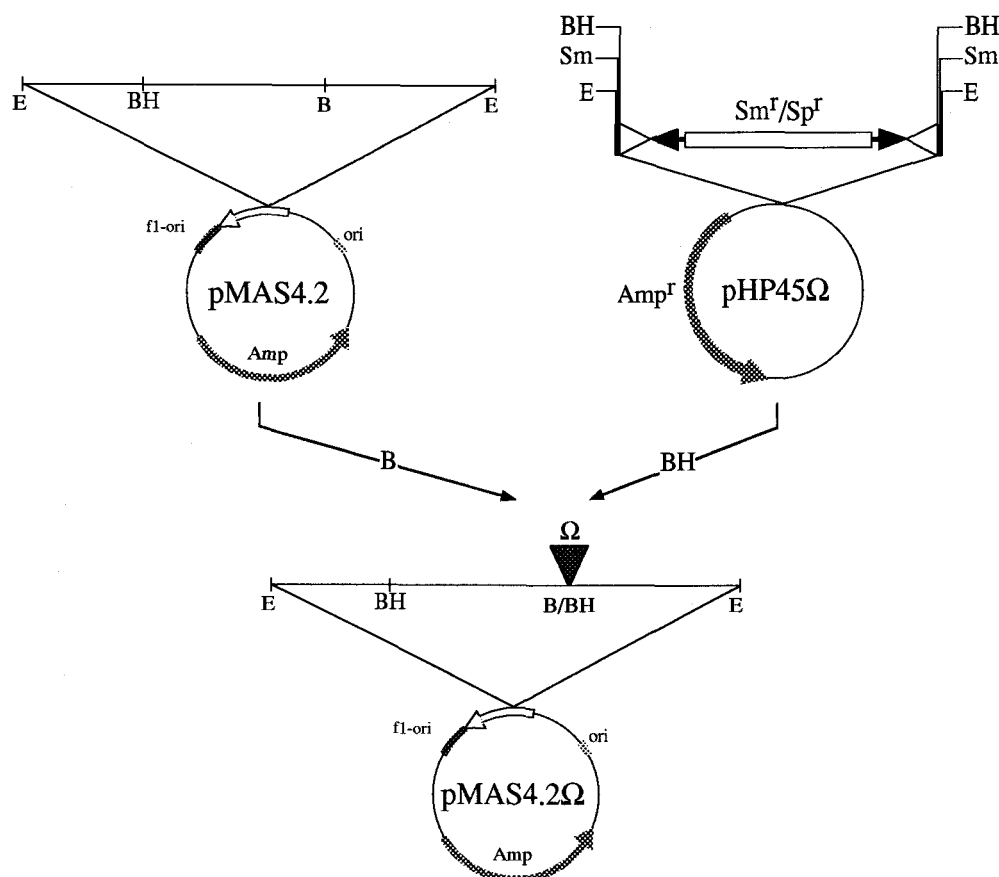 E
BH
B
E
f1-ori
ori
pMAS4.2
Amp
BH
Sm
E
BH
Sm
E
Smʳ/Spʳ
Ampʳ
pHP45Ω
B
BH
Ω
E
BH
B/BH
E
f1-ori
ori
pMAS4.2Ω
Amp